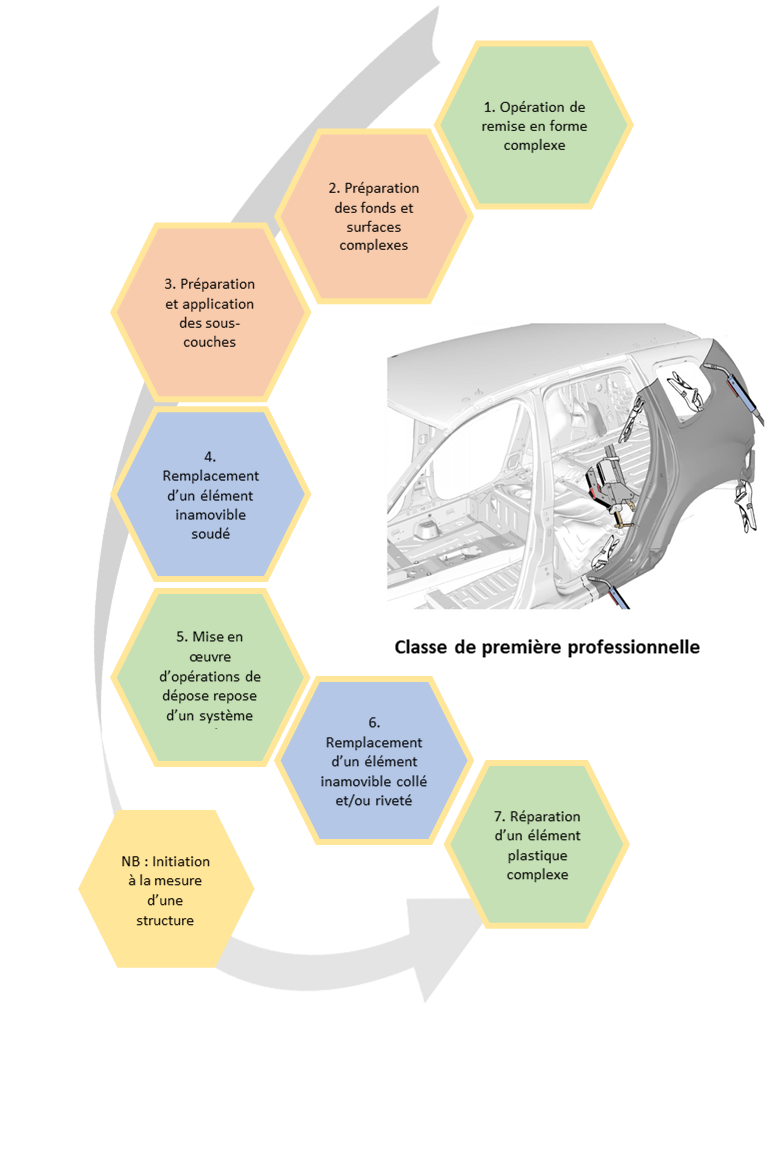 1. Opération de
remise en forme
complexe
2. Préparation
des fonds et
surfaces
complexes
3. Préparation
et application
des sous-
couches
4.
Remplacement
d’un élément
inamovible
soudé
5. Mise en
œuvre
d’opérations de
dépose repose
d’un système
Classe de première professionnelle
6.
Remplacement
d’un élément
inamovible collé
et/ou riveté
7. Réparation
d’un élément
plastique
complexe
NB : Initiation
à la mesure
d’une
structure